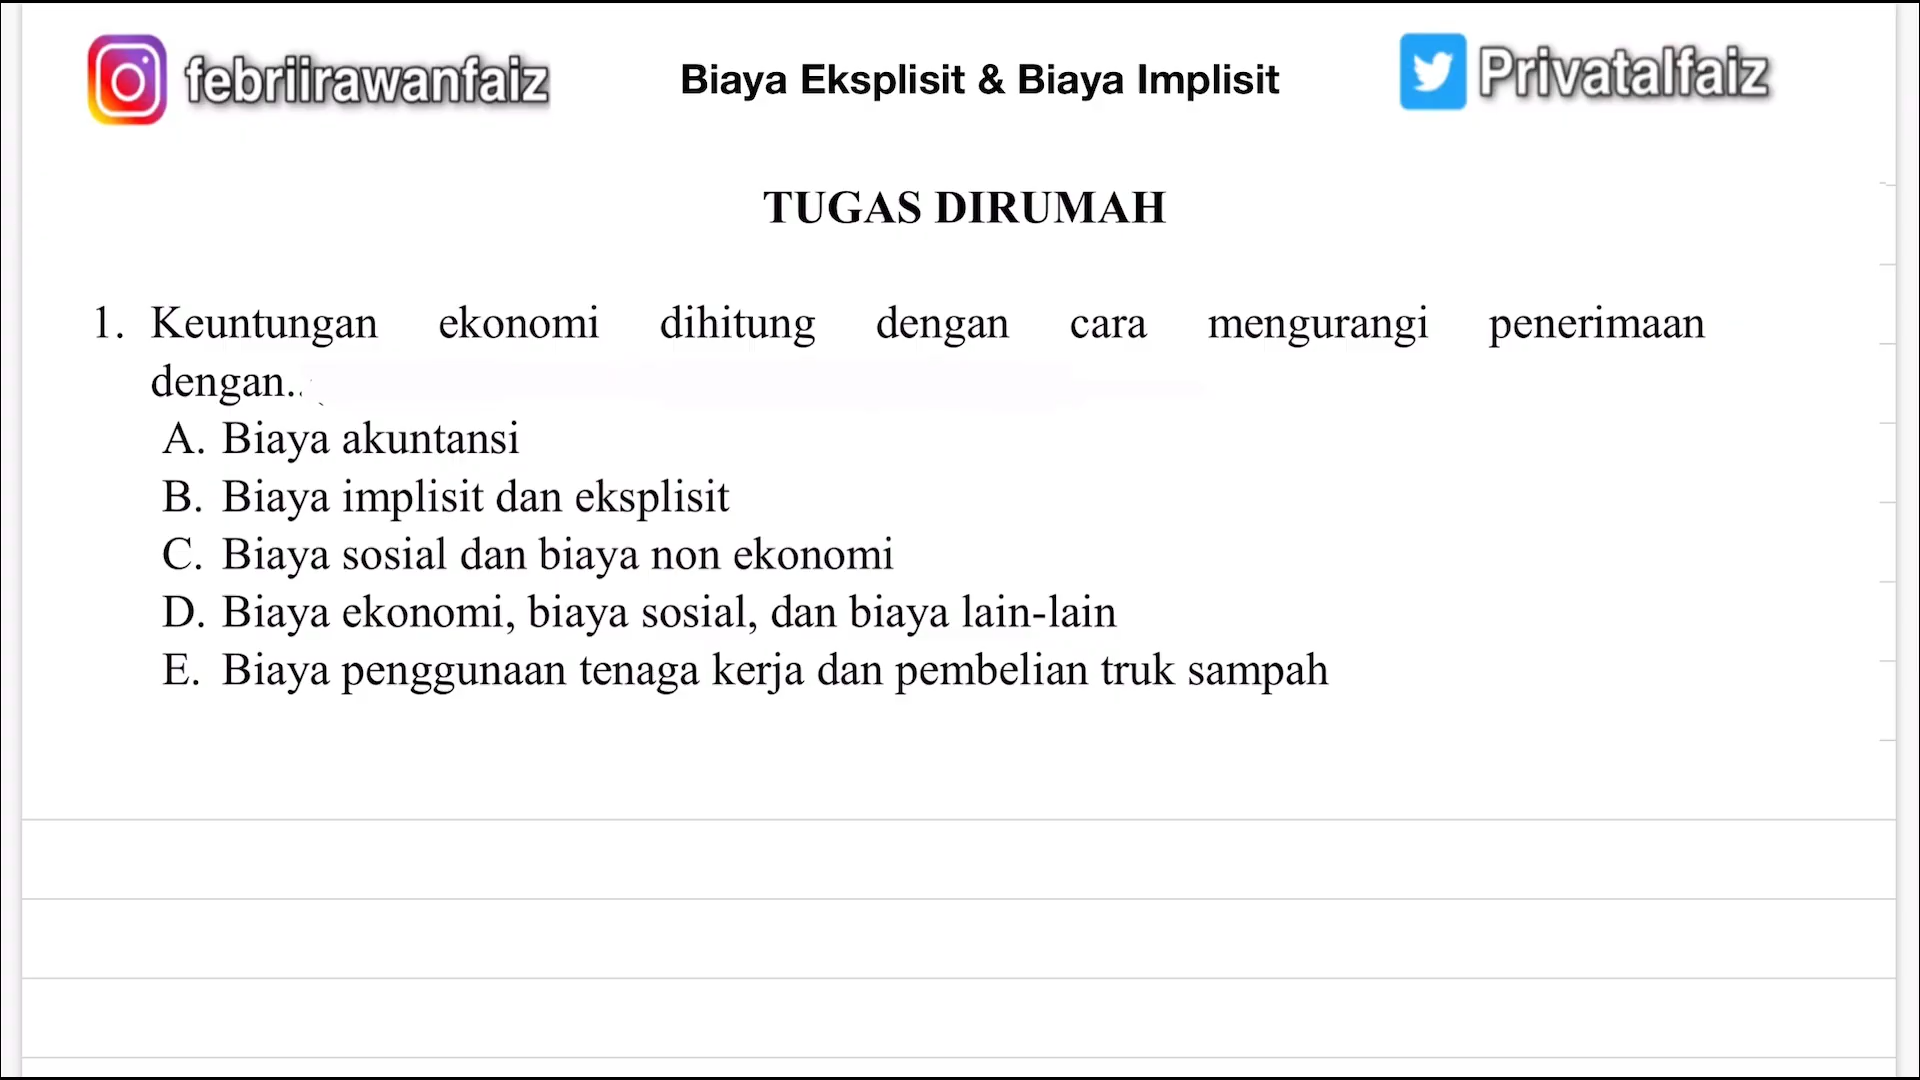 febriirawanfaiz
Biaya Eksplisit & Biaya Implisit
Privatalfaiz
TUGAS DIRUMAH
1. Keuntungan ekonomi dihitung dengan cara mengurangi penerimaan
dengan..
A. Biaya akuntansi
B. Biaya implisit dan eksplisit
C. Biaya sosial dan biaya non ekonomi
D. Biaya ekonomi, biaya sosial, dan biaya lain-lain
E. Biaya penggunaan tenaga kerja dan pembelian truk sampah